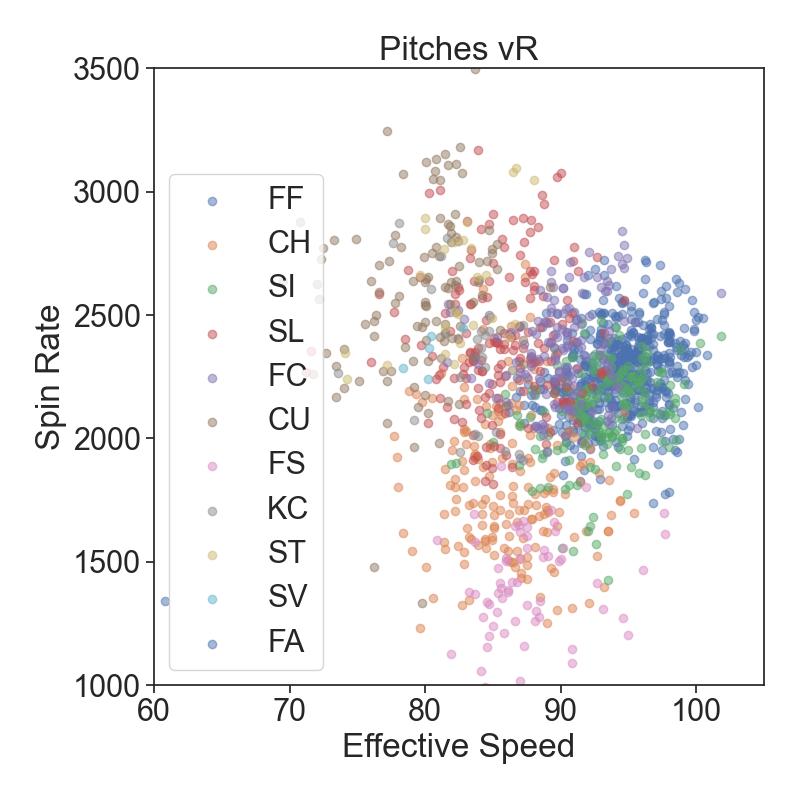 Pitches vR
3500
3000
2500
2000
1500
1000
Spin Rate
FF
CH
SI
SL
FC
CU
FS
KC
ST
SV
FA
60 70 80 90 100
Effective Speed